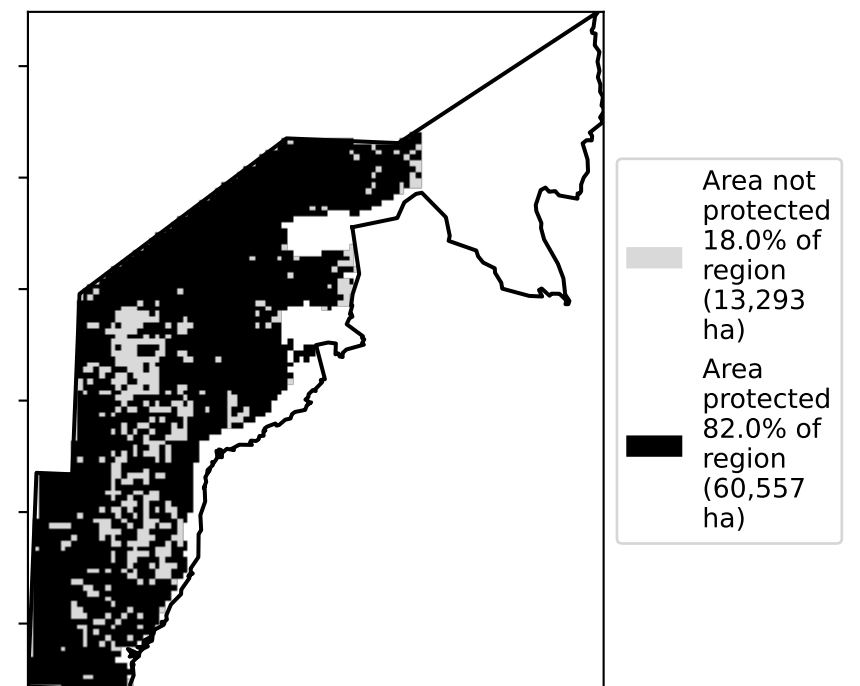 Area not
protected
18.0% of
region
(13,293
ha)
Area
protected
82.0% of
region
(60,557
ha)